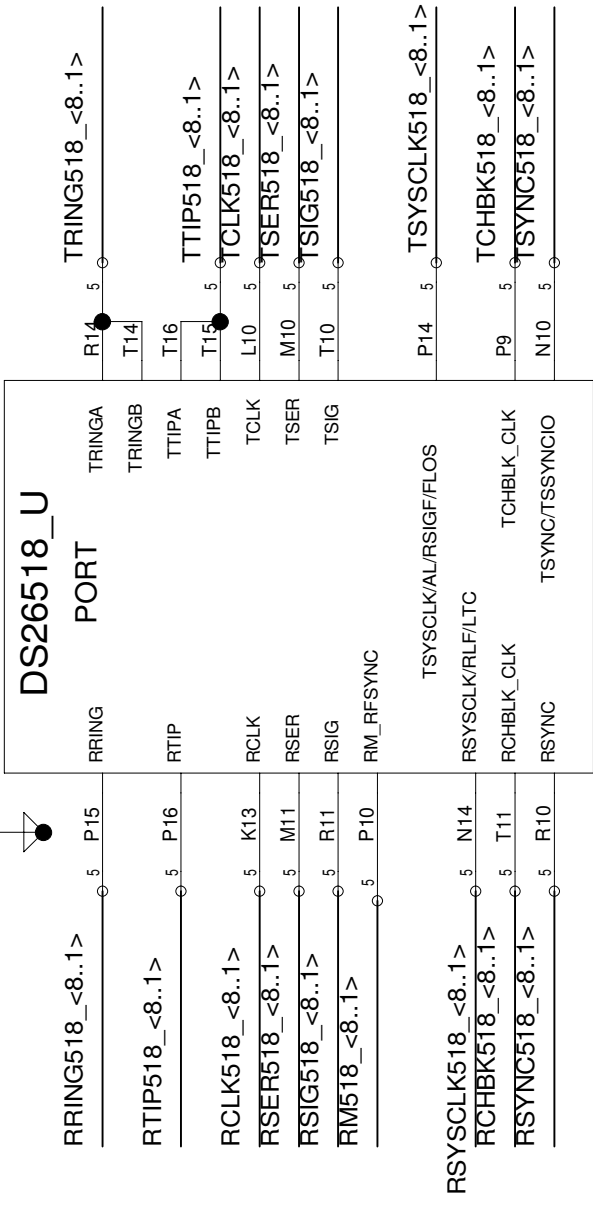 DS26518_U
PORT
RRING518_<8..1>
5
P15
RRING
TRINGA
R14
5
TRING518_<8..1>
TRINGB
T14
RTIP518_<8..1>
5
P16
RTIP
TTIPA
T16
TTIPB
T15
5
TTIP518_<8..1>
RCLK518_<8..1>
5
K13
RCLK
TCLK
L10
5
TCLK518_<8..1>
RSER518_<8..1>
5
M11
RSER
TSER
M10
5
TSER518_<8..1>
RSIG518_<8..1>
5
R11
RSIG
TSIG
T10
5
TSIG518_<8..1>
RM518_<8..1>
5
P10
RM_RFSYNC
TSYSCLK/AL/RSIGF/FLOS
P14
5
TSYSCLK518_<8..1>
RSYSCLK518_<8..1>
5
N14
RSYSCLK/RLF/LTC
RCHBK518_<8..1>
5
T11
RCHBLK_CLK
TCHBLK_CLK
P9
5
TCHBK518_<8..1>
RSYNC518_<8..1>
5
R10
RSYNC
TSYNC/TSSYNCIO
N10
5
TSYNC518_<8..1>